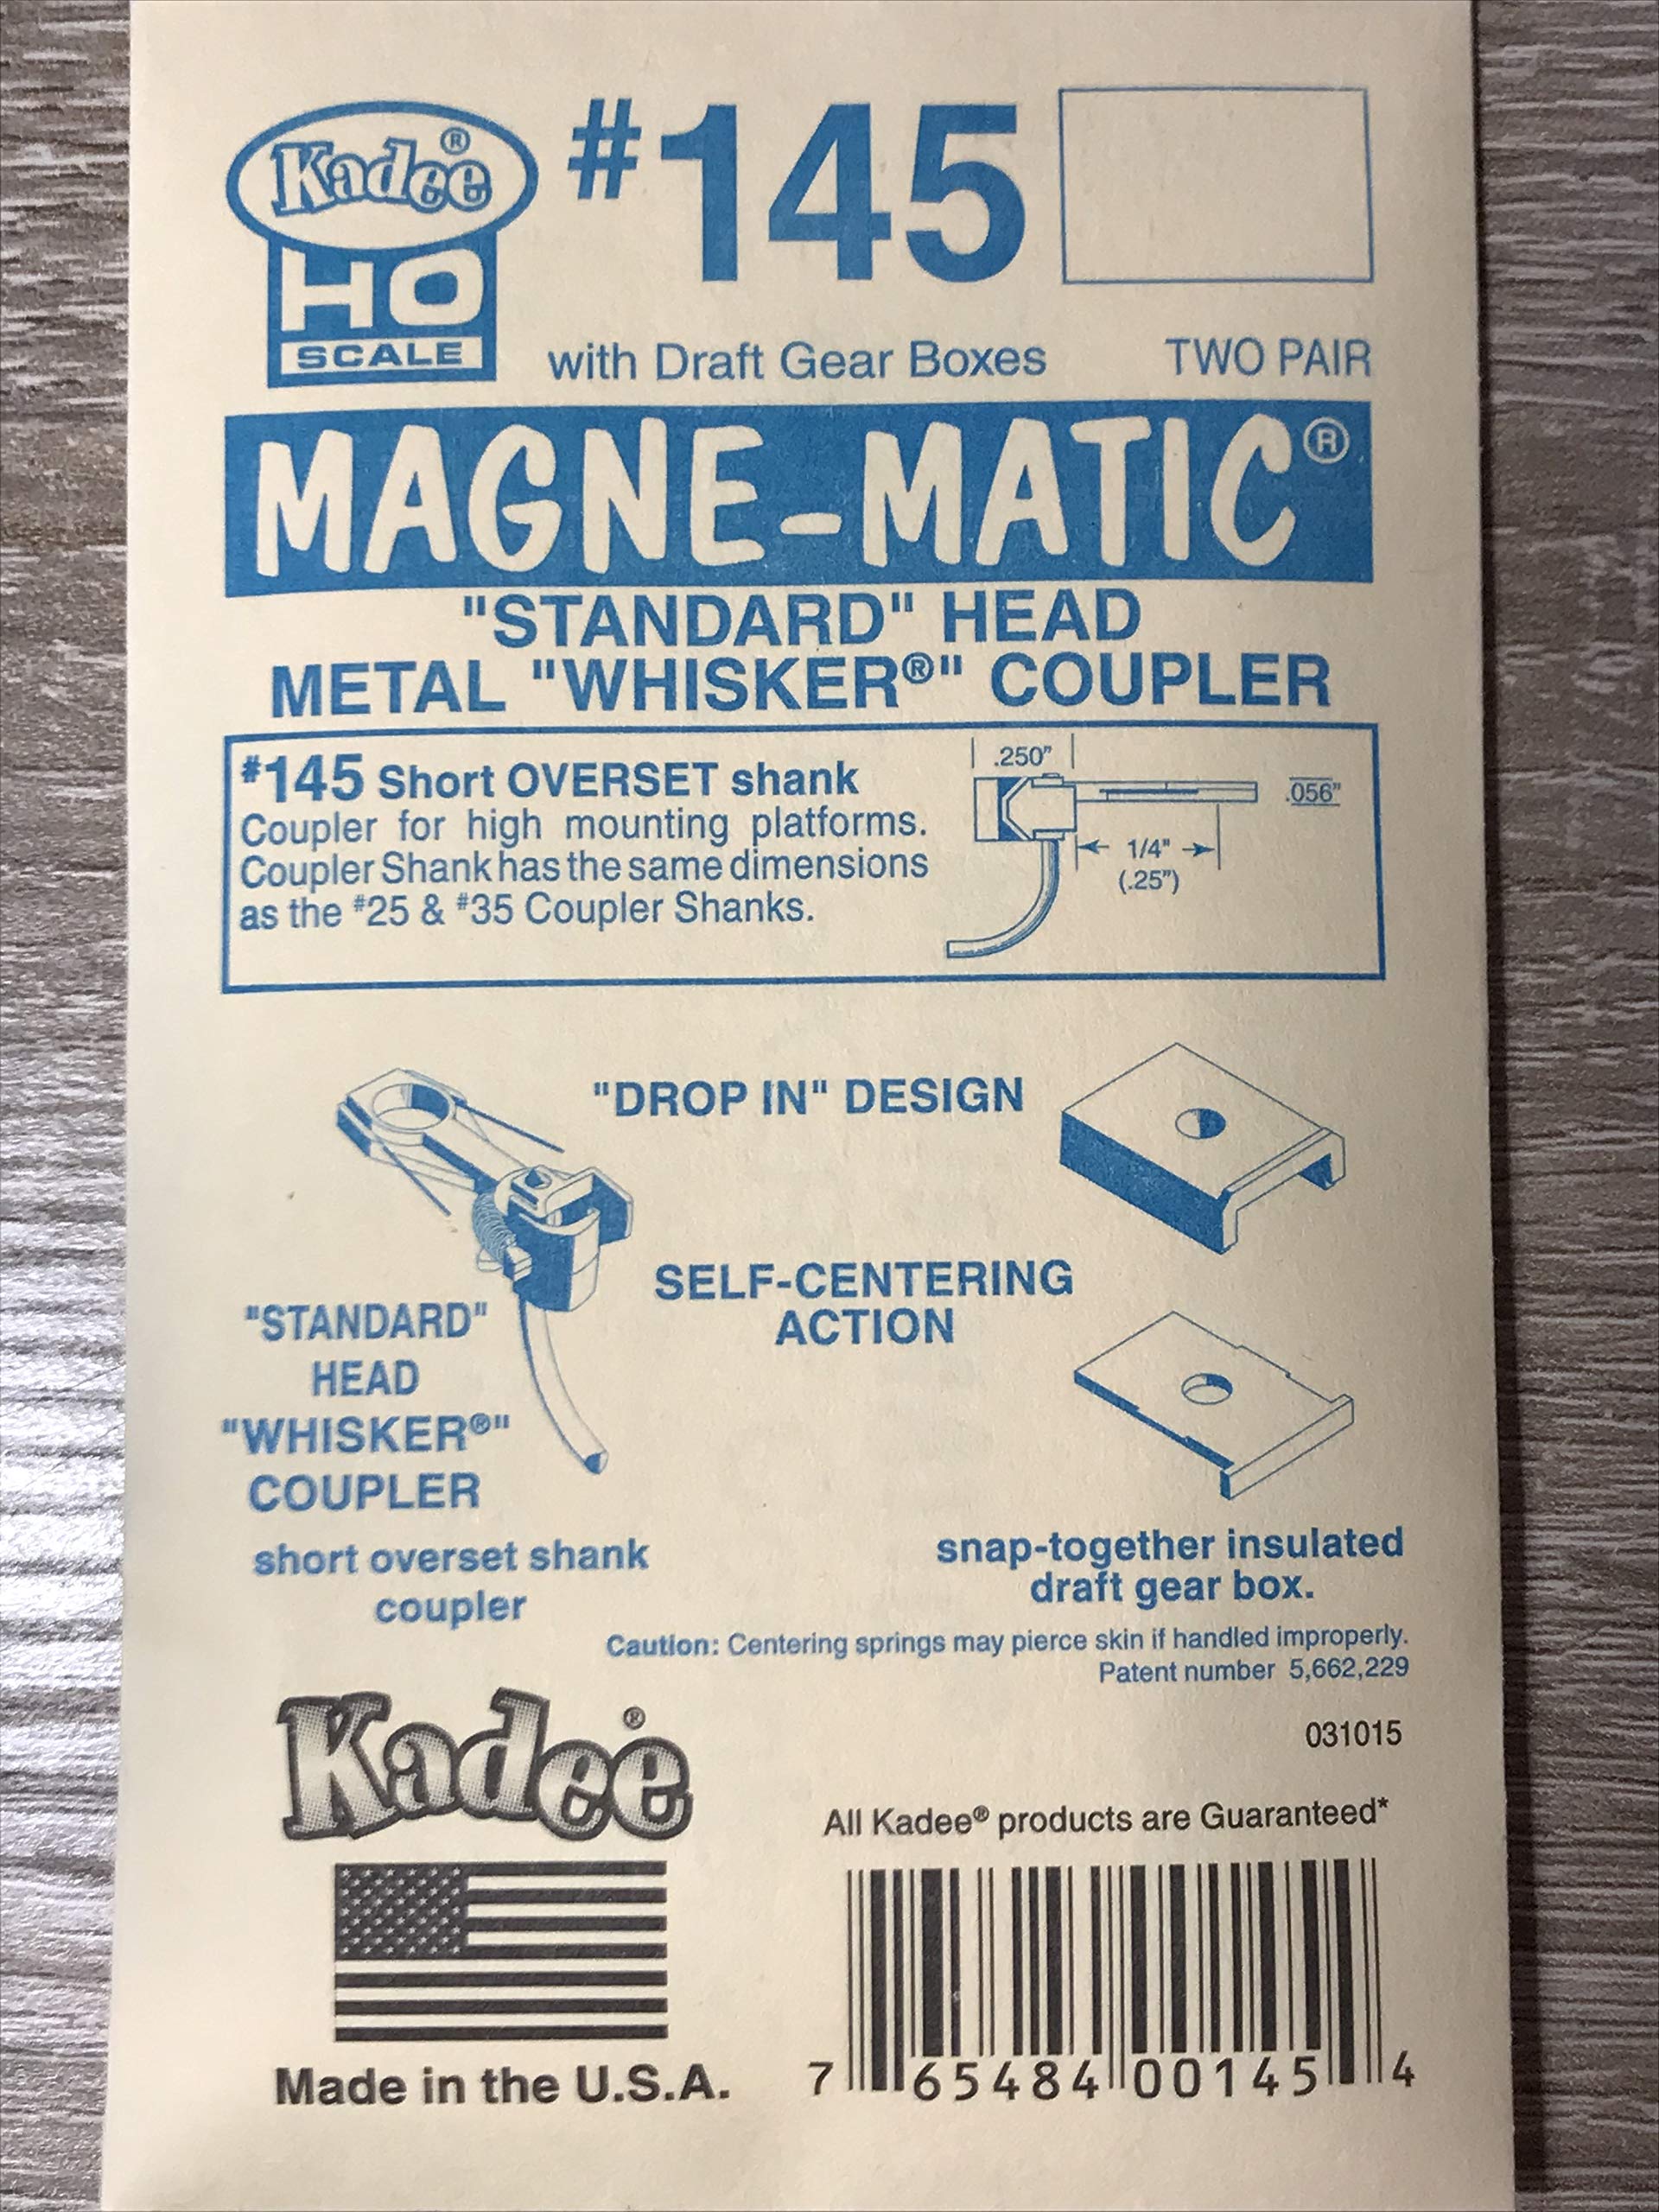 Kadee®
HO
SCALE
#145
with Draft Gear Boxes
TWO PAIR
MAGNE-MATIC®
"STANDARD" HEAD
METAL "WHISKER®" COUPLER
#145 Short OVERSET shank
Coupler for high mounting platforms.
Coupler Shank has the same dimensions
as the #25 & #35 Coupler Shanks.
.250"
.056"
1/4"
(.25")
"DROP IN" DESIGN
SELF-CENTERING
ACTION
"STANDARD"
HEAD
"WHISKER®"
COUPLER
short overset shank
coupler
snap-together insulated
draft gear box.
Caution: Centering springs may pierce skin if handled improperly.
Patent number 5,662,229
031015
Kadee®
All Kadee® products are Guaranteed*
Made in the U.S.A.
7 65484 00145 4